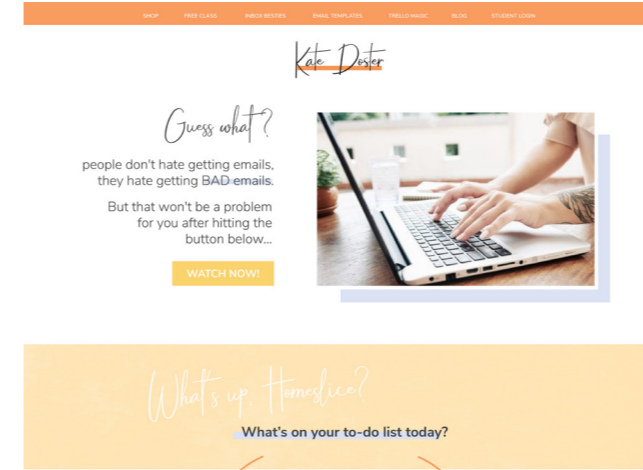 SHOP FREE CLASS INBOX BESTIES EMAIL TEMPLATES TRELLO MAGIC BLOG STUDENT LOGIN
Kate Doster
Guess what?
people don't hate getting emails,
they hate getting BAD emails.
But that won't be a problem
for you after hitting the
button below...
WATCH NOW!
What's up, Homeslice?
What's on your to-do list today?